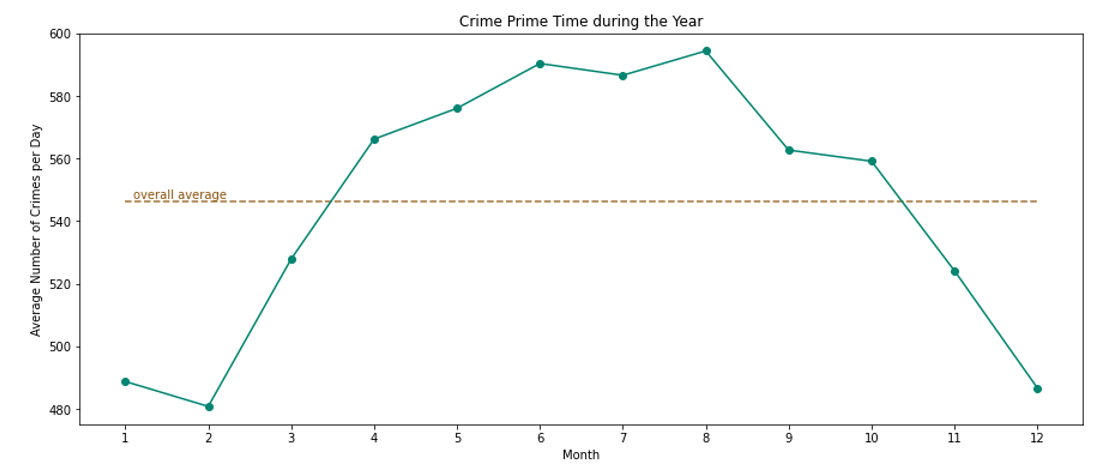 Crime Prime Time during the Year
Average Number of Crimes per Day
600
580
560
540
520
500
480
overall average
1 2 3 4 5 6 7 8 9 10 11 12
Month